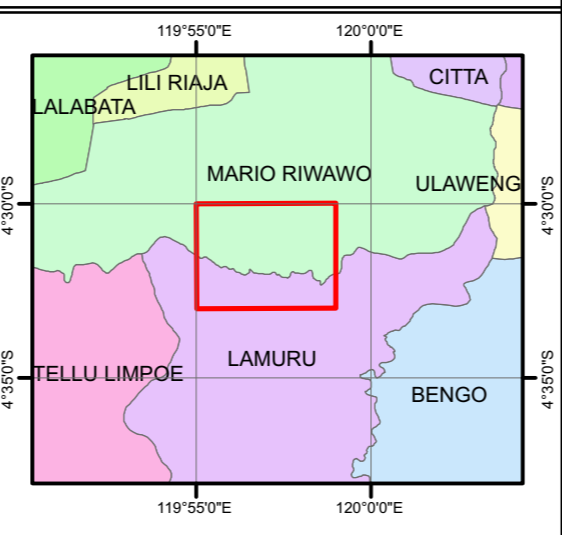 119°55'0"E 120°0'0"E
LILI RIAJA
CITTA
LALABATA
MARIO RIWAWO
ULAWENG
4°30'0"S
4°30'0"S
LAMURU
TELLU LIMPOE
4°35'0"S
4°35'0"S
BENGO
119°55'0"E 120°0'0"E